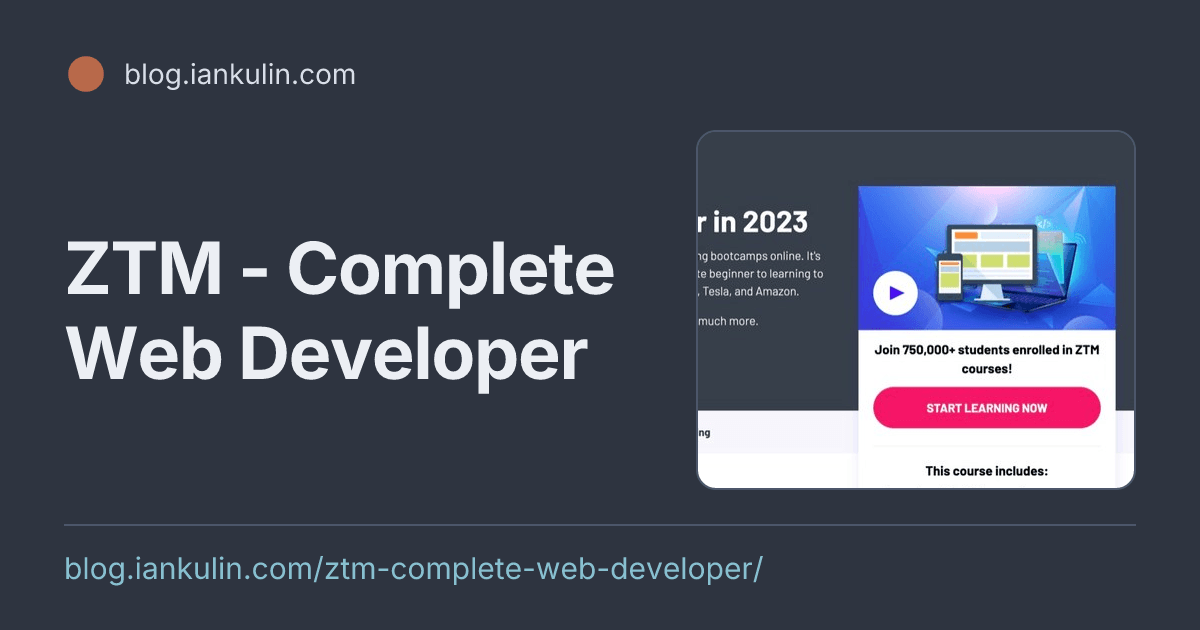 blog.iankulin.com
ZTM - Complete
Web Developer
r in 2023
ng bootcamps online. It's
te beginner to learning to
, Tesla, and Amazon.
much more.
Join 750,000+ students enrolled in ZTM
courses!
START LEARNING NOW
ng
This course includes:
blog.iankulin.com/ztm-complete-web-developer/